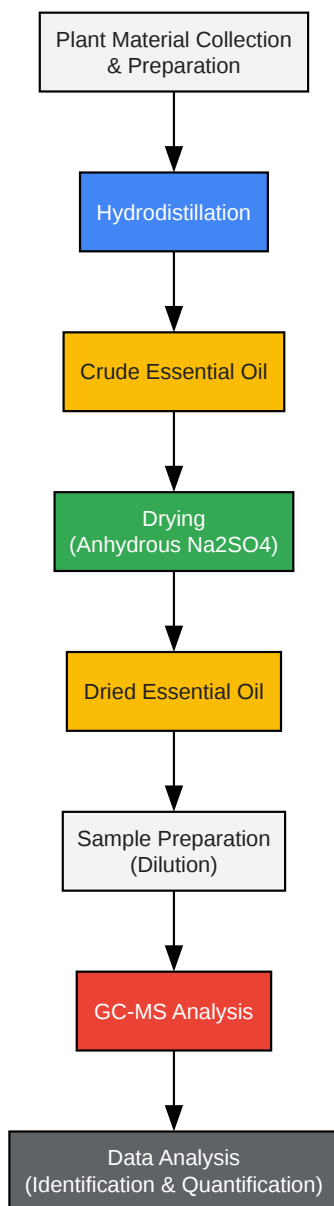 Plant Material Collection
& Preparation
Hydrodistillation
Crude Essential Oil
Drying
(Anhydrous Na2SO4)
Dried Essential Oil
Sample Preparation
(Dilution)
GC-MS Analysis
Data Analysis
(Identification & Quantification)